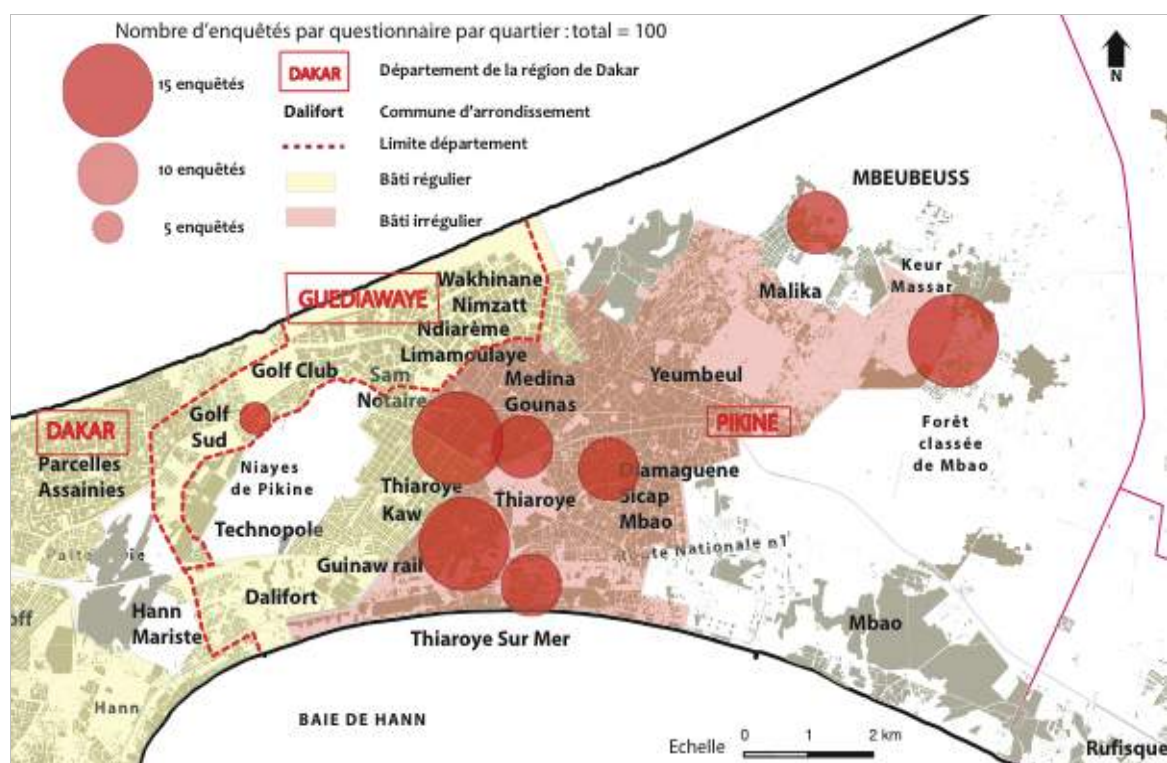 Nombre d'enquêtés par questionnaire par quartier : total = 100
15 enquêtés
10 enquêtés
5 enquêtés
DAKAR
Département de la région de Dakar
Dalifort
Commune d'arrondissement
Limite département
Bâti régulier
Bâti irrégulier
N
MBEUBEUSS
Keur
Massar
Malika
GUEDIAWAYE
Wakhinane
Nimzatt
Ndiarème
Limamoulaye
Golf Club
Sam
Notaire
Medina
Gounas
Yeumbeul
PIKINE
DAKAR
Golf
Sud
Parcelles
Assainies
Niayes
de Pikine
Technopole
Thiaroye
Kaw
Thiaroye
Djamaguene
Sicap
Mbao
Forêt
classée
de Mbao
Nationale n1
Guinaw rail
Dalifort
Hann
Mariste
Mbao
Thiaroye Sur Mer
Hann
BAIE DE HANN
Echelle
0 1 2 km
Rufisque